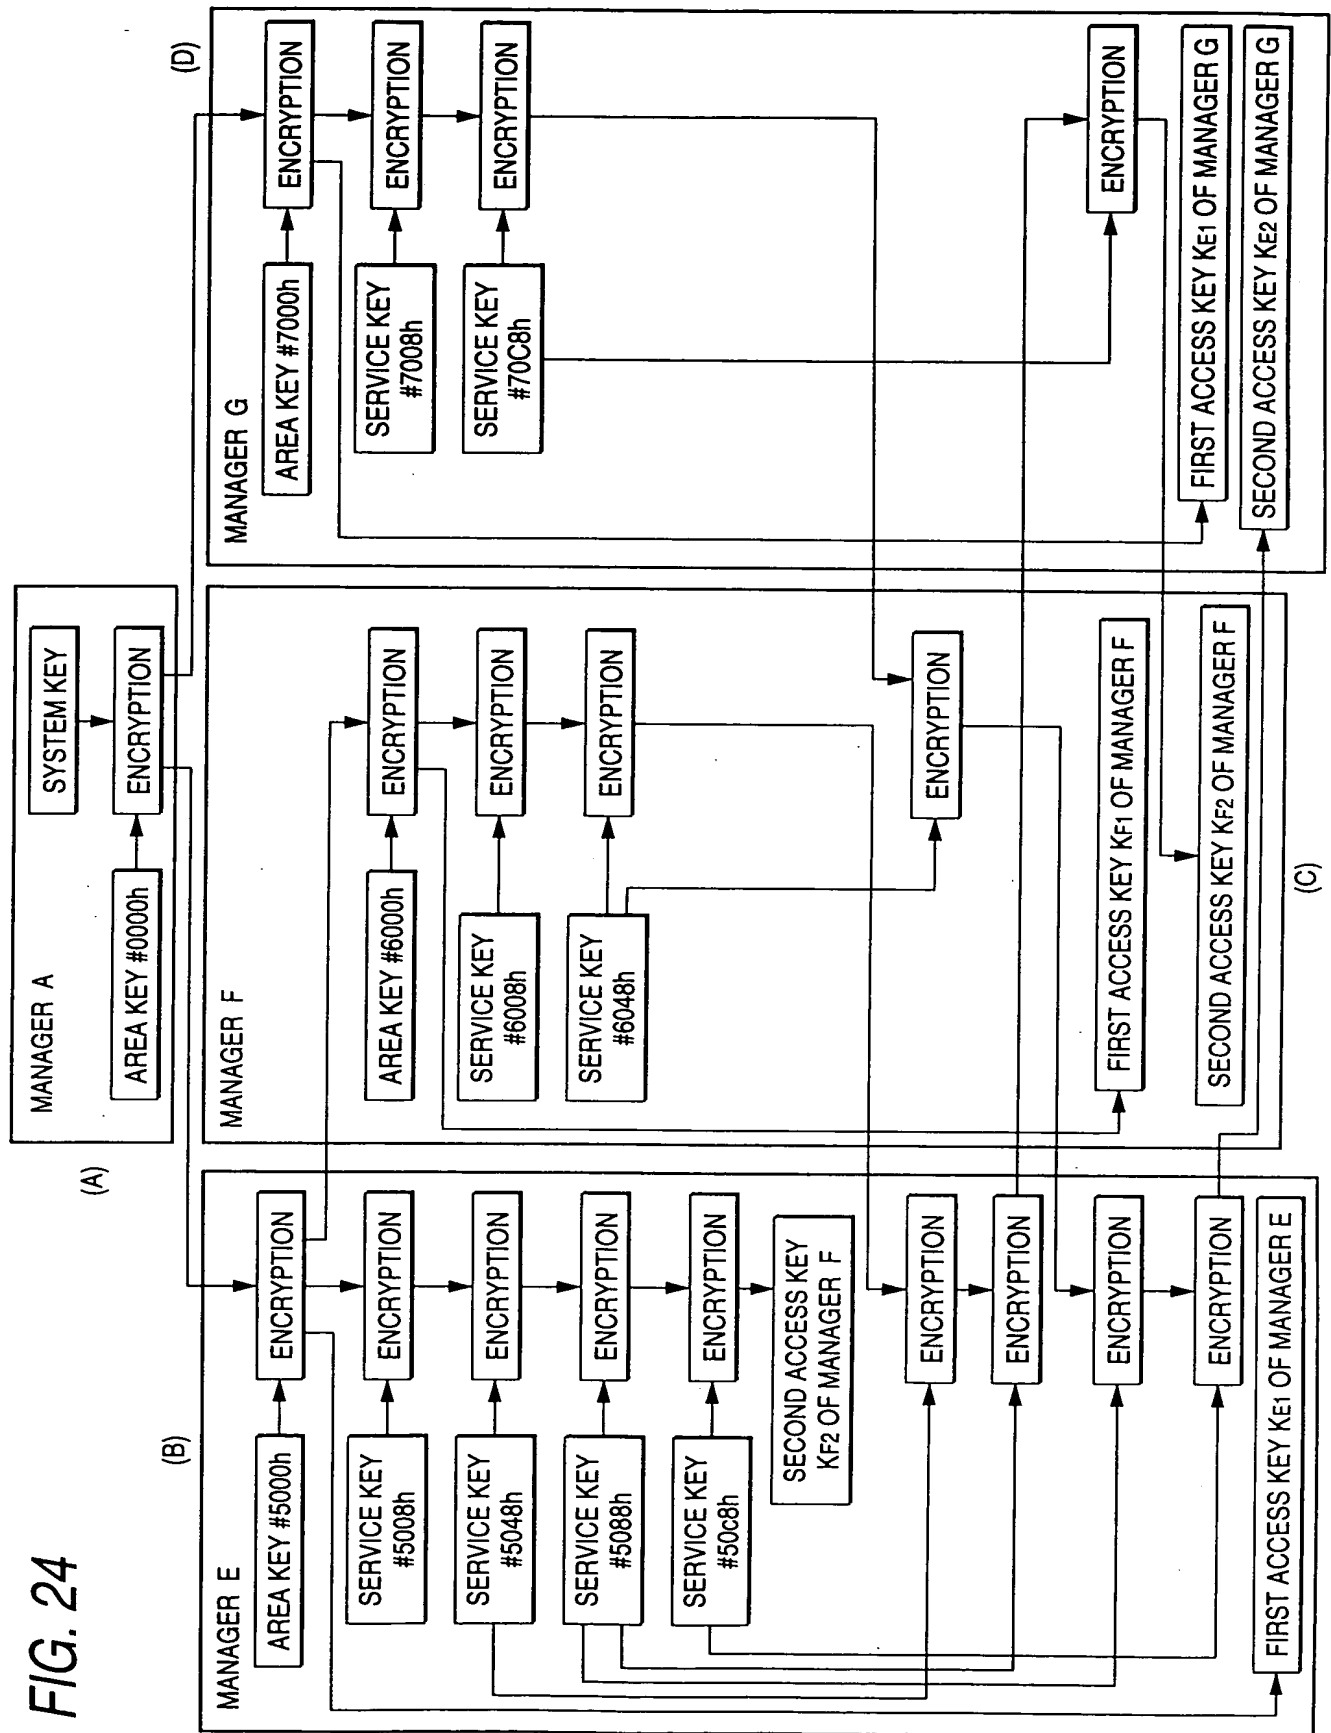 FIG. 24
(A)
MANAGER A
SYSTEM KEY
AREA KEY #0000h
ENCRYPTION
(B)
MANAGER E
AREA KEY #5000h
ENCRYPTION
SERVICE KEY
#5008h
ENCRYPTION
SERVICE KEY
#5048h
ENCRYPTION
SERVICE KEY
#5088h
ENCRYPTION
SERVICE KEY
#50c8h
ENCRYPTION
SECOND ACCESS KEY
KF2 OF MANAGER F
ENCRYPTION
ENCRYPTION
ENCRYPTION
ENCRYPTION
FIRST ACCESS KEY KE1 OF MANAGER E
MANAGER F
AREA KEY #6000h
ENCRYPTION
SERVICE KEY
#6008h
ENCRYPTION
SERVICE KEY
#6048h
ENCRYPTION
ENCRYPTION
FIRST ACCESS KEY KF1 OF MANAGER F
SECOND ACCESS KEY KF2 OF MANAGER F
(C)
(D)
MANAGER G
AREA KEY #7000h
ENCRYPTION
SERVICE KEY
#7008h
ENCRYPTION
SERVICE KEY
#70C8h
ENCRYPTION
ENCRYPTION
FIRST ACCESS KEY KE1 OF MANAGER G
SECOND ACCESS KEY KE2 OF MANAGER G